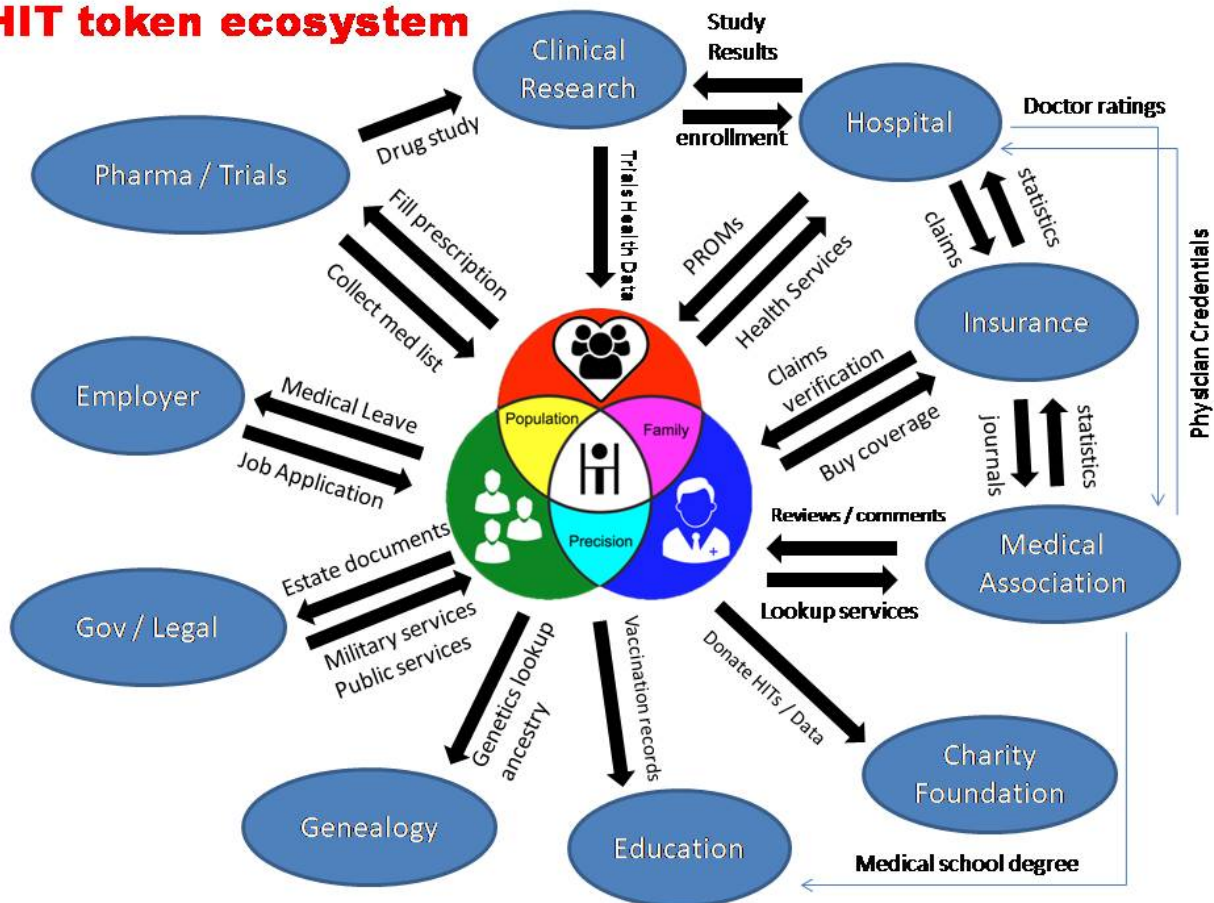 HIT token ecosystem
Clinical
Research
Study
Results
enrollment
Hospital
Doctor ratings
Pharma / Trials
Drug study
Fill prescription
Collect med list
Trials Health Data
PROMs
Health Services
claims
statistics
Physician Credentials
Insurance
Employer
Medical Leave
Job Application
Population
Family
Precision
Claims
verification
Buy coverage
journals
statistics
Reviews / comments
Lookup services
Medical
Association
Gov / Legal
Estate documents
Military services
Public services
Genetics lookup
ancestry
Vaccination records
Donate HITs / Data
Charity
Foundation
Genealogy
Education
Medical school degree